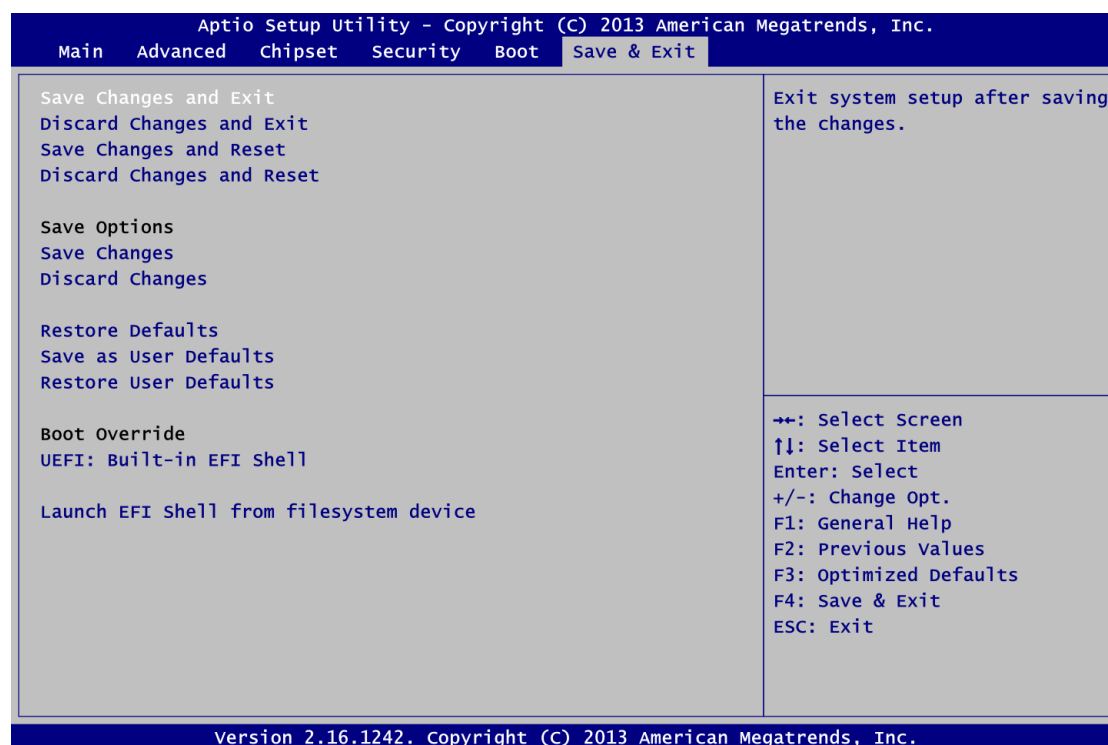 Aptio Setup Utility – Copyright (C) 2013 American Megatrends, Inc.
Main Advanced Chipset Security Boot Save & Exit
Save Changes and Exit
Discard Changes and Exit
Save Changes and Reset
Discard Changes and Reset
Save Options
Save Changes
Discard Changes
Restore Defaults
Save as User Defaults
Restore User Defaults
Boot Override
UEFI: Built-in EFI Shell
Launch EFI Shell from filesystem device
Exit system setup after saving
the changes.
→←: Select Screen
↑↓: Select Item
Enter: Select
+/-: Change Opt.
F1: General Help
F2: Previous Values
F3: Optimized Defaults
F4: Save & Exit
ESC: Exit
Version 2.16.1242. Copyright (C) 2013 American Megatrends, Inc.